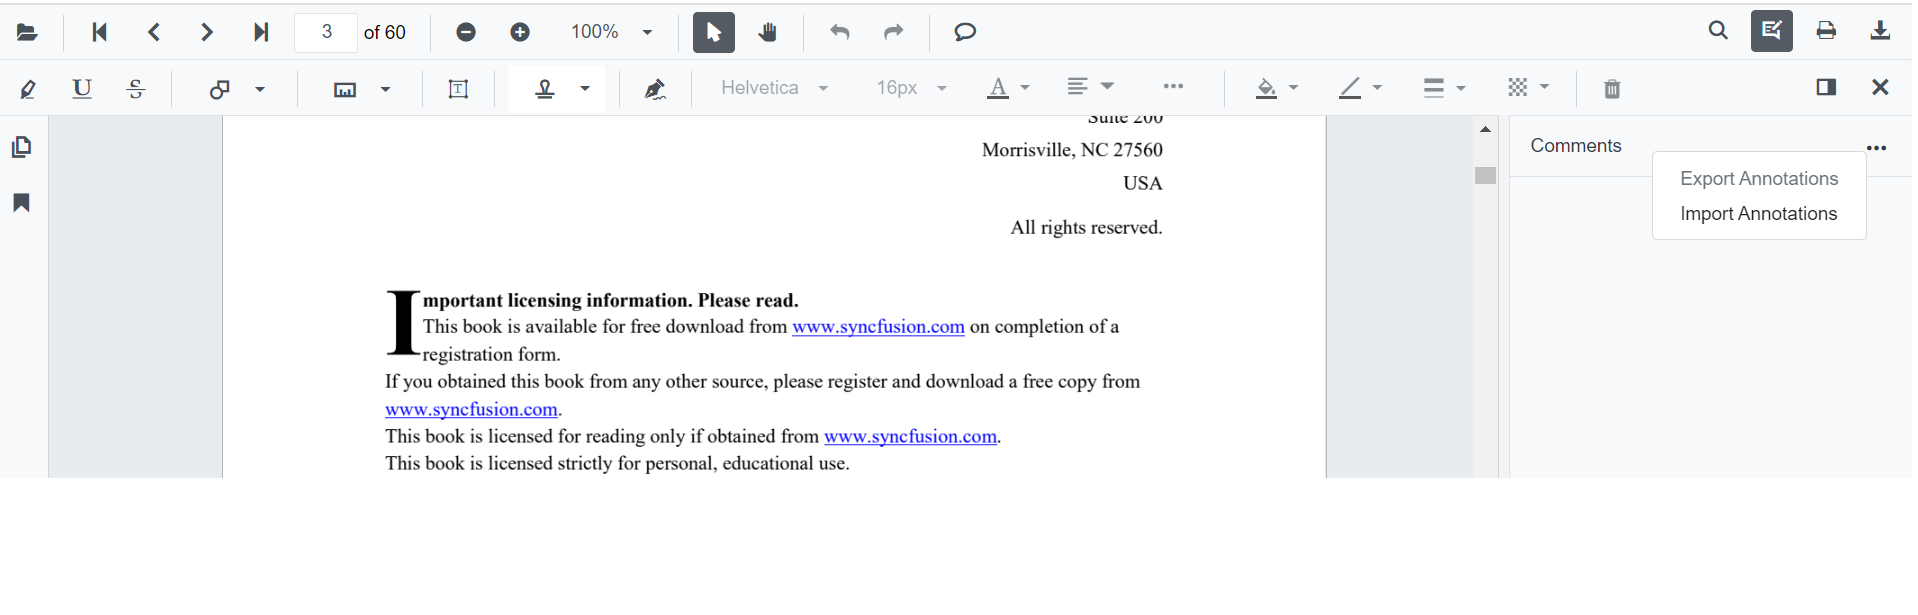 3 of 60 100%
U S Helvetica 16px A
Comments
Export Annotations
Import Annotations
Suite 200
Morrisville, NC 27560
USA
All rights reserved.
Important licensing information. Please read.
This book is available for free download from www.syncfusion.com on completion of a
registration form.
If you obtained this book from any other source, please register and download a free copy from
www.syncfusion.com.
This book is licensed for reading only if obtained from www.syncfusion.com.
This book is licensed strictly for personal, educational use.